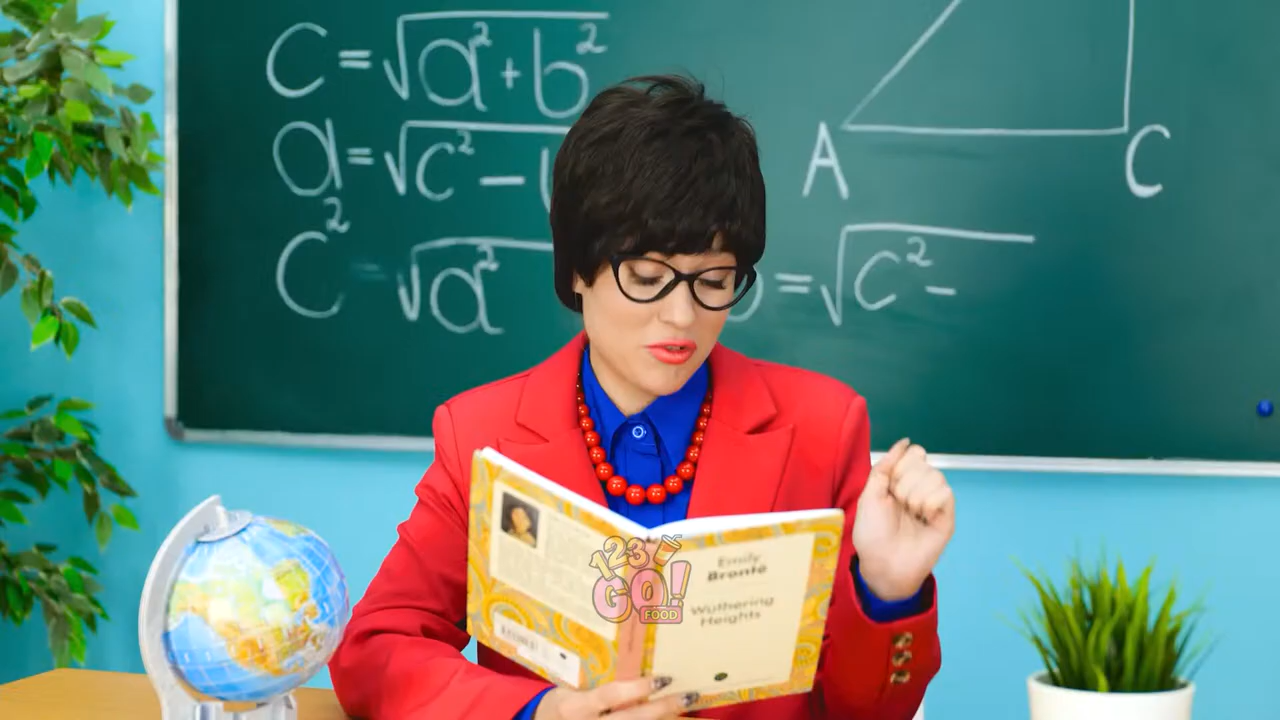 C = √a² + b²
a = √c² -
C² = √a²
A
C
= √c² -
Emily
Brontë
Wuthering
Heights
123
GO!
FOOD